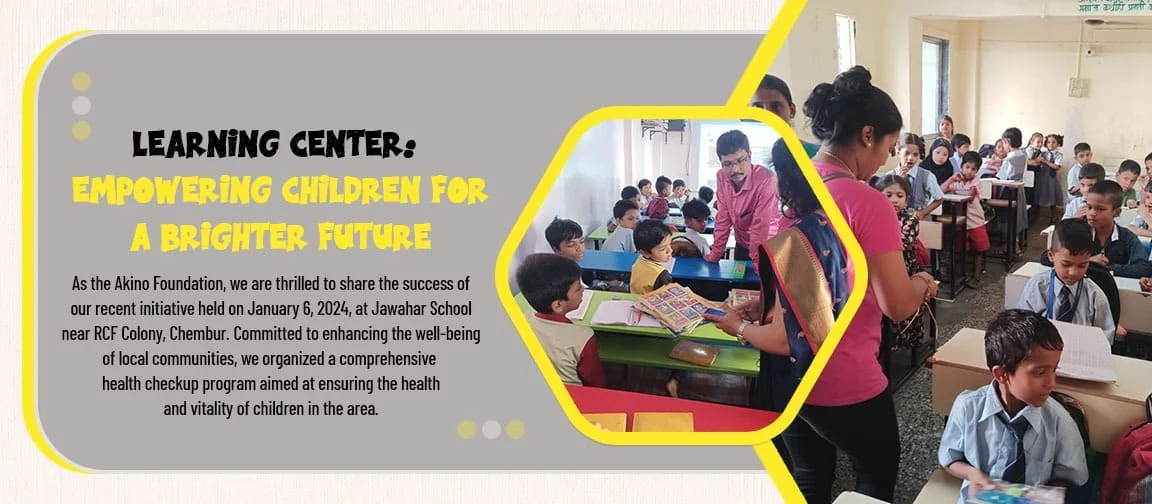 LEARNING CENTER:
EMPOWERING CHILDREN FOR
A BRIGHTER FUTURE
As the Akino Foundation, we are thrilled to share the success of
our recent initiative held on January 6, 2024, at Jawahar School
near RCF Colony, Chembur. Committed to enhancing the well-being
of local communities, we organized a comprehensive
health checkup program aimed at ensuring the health
and vitality of children in the area.